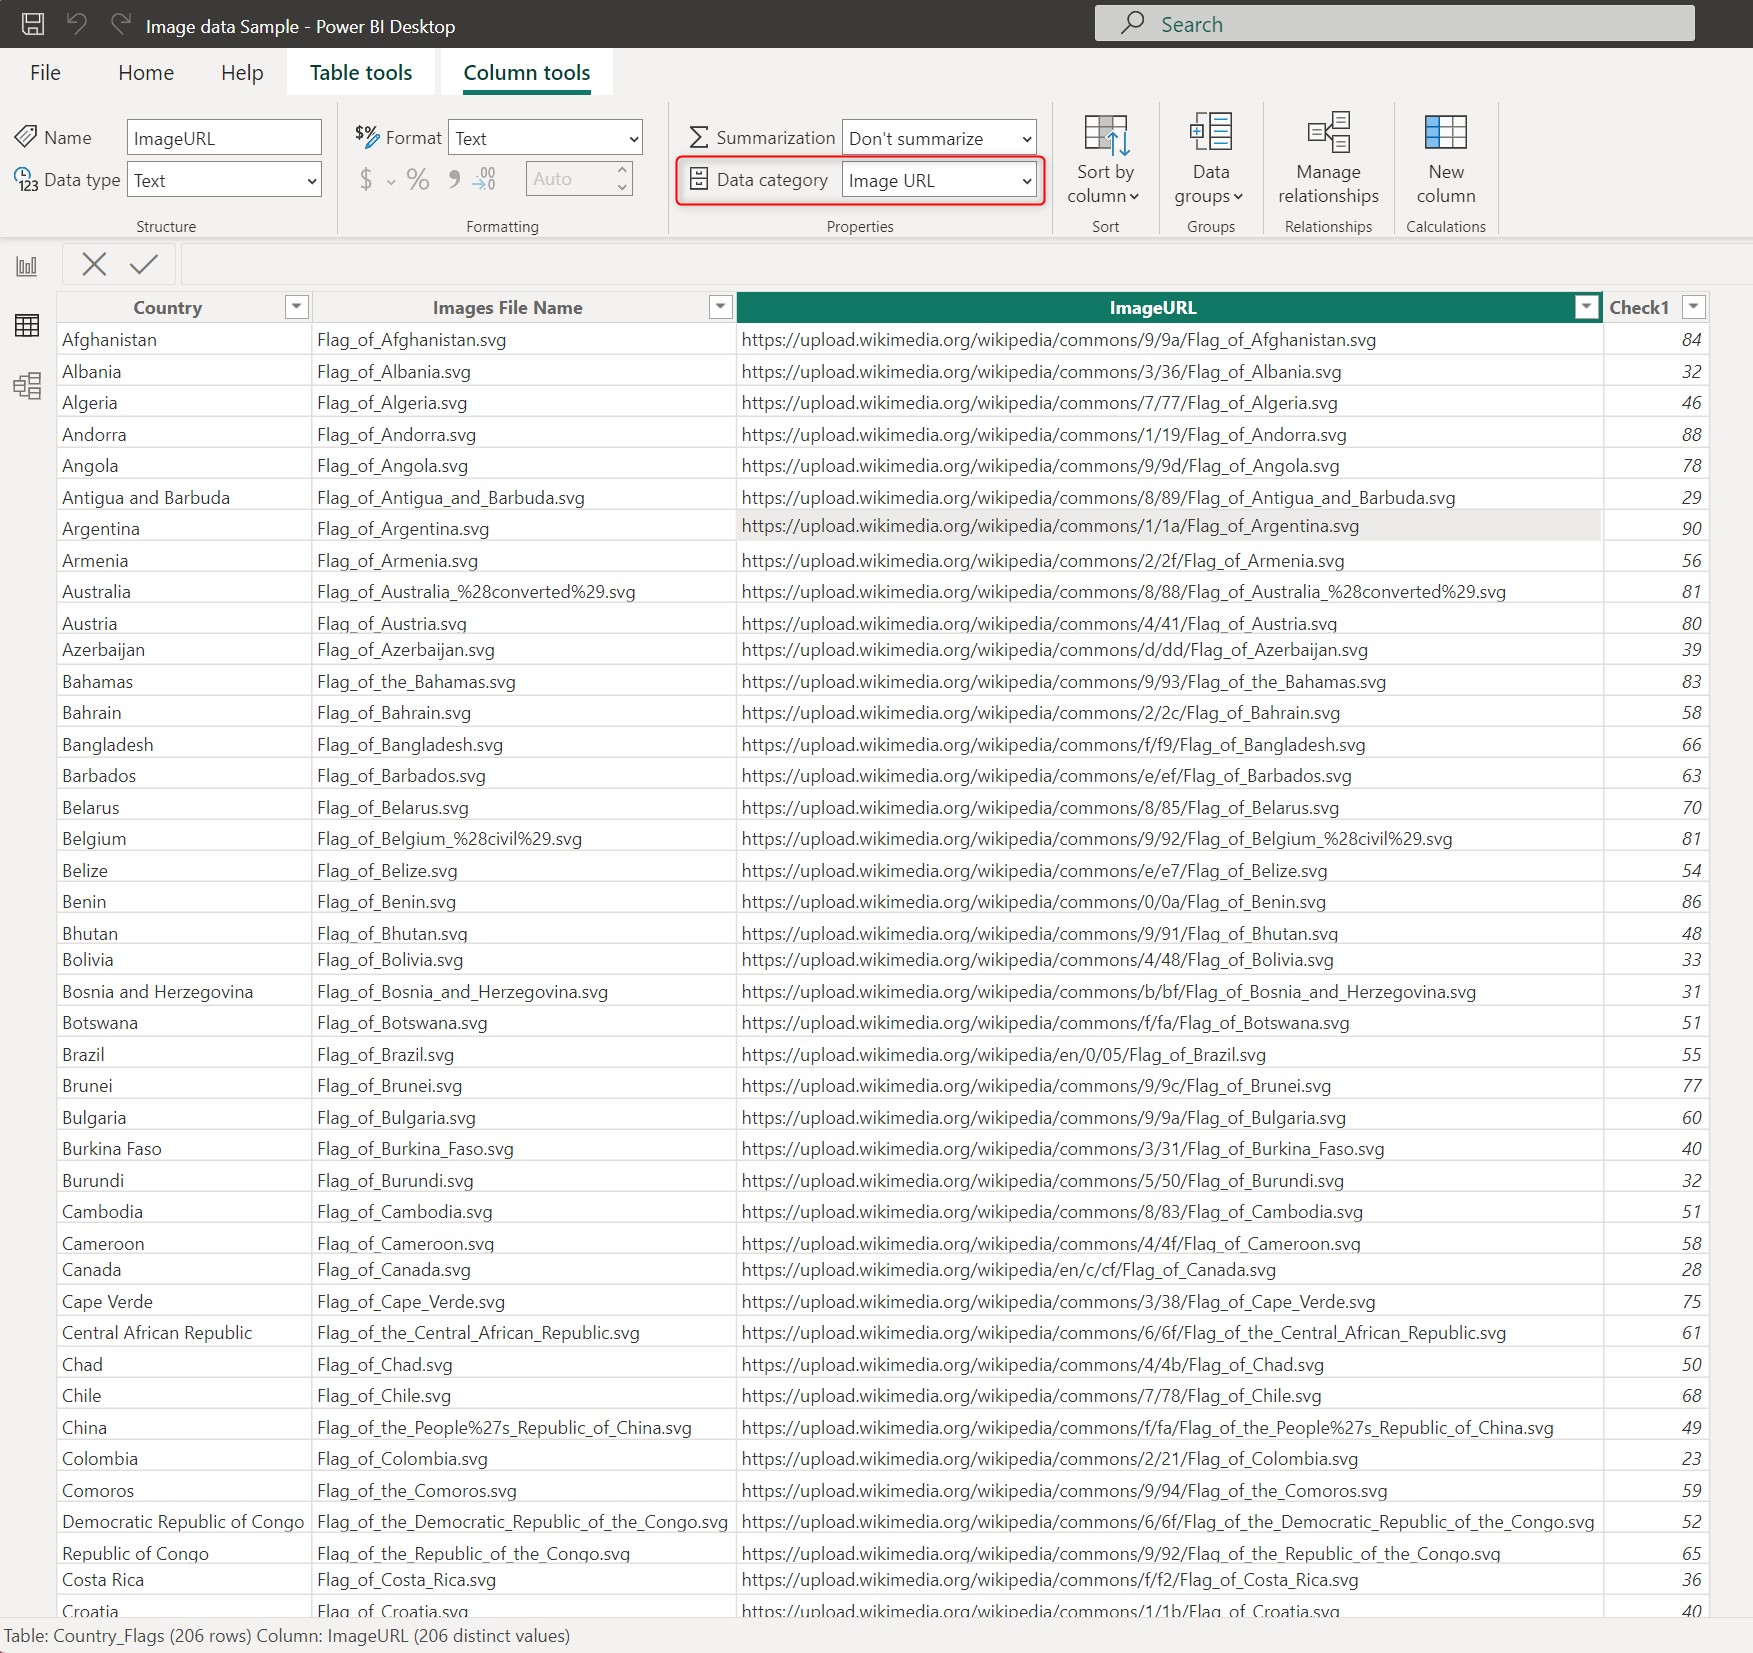 Image data Sample - Power BI Desktop
Search
File Home Help Table tools Column tools
Name ImageURL $% Format Text Summarization Don't summarize
123 Data type Text $ % 9 .00 →.0 Auto Data category Image URL
Sort by column Data groups Manage relationships New column
Structure Formatting Properties Sort Groups Relationships Calculations
Country Images File Name ImageURL Check1
Afghanistan Flag_of_Afghanistan.svg https://upload.wikimedia.org/wikipedia/commons/9/9a/Flag_of_Afghanistan.svg 84
Albania Flag_of_Albania.svg https://upload.wikimedia.org/wikipedia/commons/3/36/Flag_of_Albania.svg 32
Algeria Flag_of_Algeria.svg https://upload.wikimedia.org/wikipedia/commons/7/77/Flag_of_Algeria.svg 46
Andorra Flag_of_Andorra.svg https://upload.wikimedia.org/wikipedia/commons/1/19/Flag_of_Andorra.svg 88
Angola Flag_of_Angola.svg https://upload.wikimedia.org/wikipedia/commons/9/9d/Flag_of_Angola.svg 78
Antigua and Barbuda Flag_of_Antigua_and_Barbuda.svg https://upload.wikimedia.org/wikipedia/commons/8/89/Flag_of_Antigua_and_Barbuda.svg 29
Argentina Flag_of_Argentina.svg https://upload.wikimedia.org/wikipedia/commons/1/1a/Flag_of_Argentina.svg 90
Armenia Flag_of_Armenia.svg https://upload.wikimedia.org/wikipedia/commons/2/2f/Flag_of_Armenia.svg 56
Australia Flag_of_Australia_%28converted%29.svg https://upload.wikimedia.org/wikipedia/commons/8/88/Flag_of_Australia_%28converted%29.svg 81
Austria Flag_of_Austria.svg https://upload.wikimedia.org/wikipedia/commons/4/41/Flag_of_Austria.svg 80
Azerbaijan Flag_of_Azerbaijan.svg https://upload.wikimedia.org/wikipedia/commons/d/dd/Flag_of_Azerbaijan.svg 39
Bahamas Flag_of_the_Bahamas.svg https://upload.wikimedia.org/wikipedia/commons/9/93/Flag_of_the_Bahamas.svg 83
Bahrain Flag_of_Bahrain.svg https://upload.wikimedia.org/wikipedia/commons/2/2c/Flag_of_Bahrain.svg 58
Bangladesh Flag_of_Bangladesh.svg https://upload.wikimedia.org/wikipedia/commons/f/f9/Flag_of_Bangladesh.svg 66
Barbados Flag_of_Barbados.svg https://upload.wikimedia.org/wikipedia/commons/e/ef/Flag_of_Barbados.svg 63
Belarus Flag_of_Belarus.svg https://upload.wikimedia.org/wikipedia/commons/8/85/Flag_of_Belarus.svg 70
Belgium Flag_of_Belgium_%28civil%29.svg https://upload.wikimedia.org/wikipedia/commons/9/92/Flag_of_Belgium_%28civil%29.svg 81
Belize Flag_of_Belize.svg https://upload.wikimedia.org/wikipedia/commons/e/e7/Flag_of_Belize.svg 54
Benin Flag_of_Benin.svg https://upload.wikimedia.org/wikipedia/commons/0/0a/Flag_of_Benin.svg 86
Bhutan Flag_of_Bhutan.svg https://upload.wikimedia.org/wikipedia/commons/9/91/Flag_of_Bhutan.svg 48
Bolivia Flag_of_Bolivia.svg https://upload.wikimedia.org/wikipedia/commons/4/48/Flag_of_Bolivia.svg 33
Bosnia and Herzegovina Flag_of_Bosnia_and_Herzegovina.svg https://upload.wikimedia.org/wikipedia/commons/b/bf/Flag_of_Bosnia_and_Herzegovina.svg 31
Botswana Flag_of_Botswana.svg https://upload.wikimedia.org/wikipedia/commons/f/fa/Flag_of_Botswana.svg 51
Brazil Flag_of_Brazil.svg https://upload.wikimedia.org/wikipedia/en/0/05/Flag_of_Brazil.svg 55
Brunei Flag_of_Brunei.svg https://upload.wikimedia.org/wikipedia/commons/9/9c/Flag_of_Brunei.svg 77
Bulgaria Flag_of_Bulgaria.svg https://upload.wikimedia.org/wikipedia/commons/9/9a/Flag_of_Bulgaria.svg 60
Burkina Faso Flag_of_Burkina_Faso.svg https://upload.wikimedia.org/wikipedia/commons/3/31/Flag_of_Burkina_Faso.svg 40
Burundi Flag_of_Burundi.svg https://upload.wikimedia.org/wikipedia/commons/5/50/Flag_of_Burundi.svg 32
Cambodia Flag_of_Cambodia.svg https://upload.wikimedia.org/wikipedia/commons/8/83/Flag_of_Cambodia.svg 51
Cameroon Flag_of_Cameroon.svg https://upload.wikimedia.org/wikipedia/commons/4/4f/Flag_of_Cameroon.svg 58
Canada Flag_of_Canada.svg https://upload.wikimedia.org/wikipedia/en/c/cf/Flag_of_Canada.svg 28
Cape Verde Flag_of_Cape_Verde.svg https://upload.wikimedia.org/wikipedia/commons/3/38/Flag_of_Cape_Verde.svg 75
Central African Republic Flag_of_the_Central_African_Republic.svg https://upload.wikimedia.org/wikipedia/commons/6/6f/Flag_of_the_Central_African_Republic.svg 61
Chad Flag_of_Chad.svg https://upload.wikimedia.org/wikipedia/commons/4/4b/Flag_of_Chad.svg 50
Chile Flag_of_Chile.svg https://upload.wikimedia.org/wikipedia/commons/7/78/Flag_of_Chile.svg 68
China Flag_of_the_People%27s_Republic_of_China.svg https://upload.wikimedia.org/wikipedia/commons/f/fa/Flag_of_the_People%27s_Republic_of_China.svg 49
Colombia Flag_of_Colombia.svg https://upload.wikimedia.org/wikipedia/commons/2/21/Flag_of_Colombia.svg 23
Comoros Flag_of_the_Comoros.svg https://upload.wikimedia.org/wikipedia/commons/9/94/Flag_of_the_Comoros.svg 59
Democratic Republic of Congo Flag_of_the_Democratic_Republic_of_the_Congo.svg https://upload.wikimedia.org/wikipedia/commons/6/6f/Flag_of_the_Democratic_Republic_of_the_Congo.svg 52
Republic of Congo Flag_of_the_Republic_of_the_Congo.svg https://upload.wikimedia.org/wikipedia/commons/9/92/Flag_of_the_Republic_of_the_Congo.svg 65
Costa Rica Flag_of_Costa_Rica.svg https://upload.wikimedia.org/wikipedia/commons/f/f2/Flag_of_Costa_Rica.svg 36
Croatia Flag_of_Croatia.svg https://upload.wikimedia.org/wikipedia/commons/1/1b/Flag_of_Croatia.svg 40
Table: Country_Flags (206 rows) Column: ImageURL (206 distinct values)